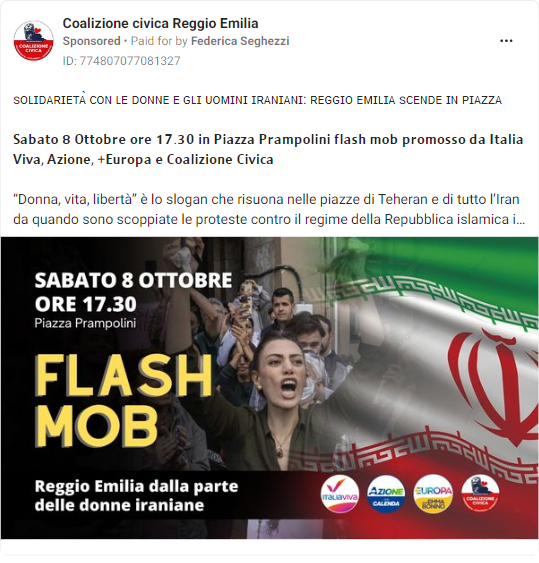 Coalizione civica Reggio Emilia
Sponsored • Paid for by Federica Seghezzi
ID: 774807077081327
SOLIDARIETÀ CON LE DONNE E GLI UOMINI IRANIANI: REGGIO EMILIA SCENDE IN PIAZZA
Sabato 8 Ottobre ore 17.30 in Piazza Prampolini flash mob promosso da Italia
Viva, Azione, +Europa e Coalizione Civica
“Donna, vita, libertà” è lo slogan che risuona nelle piazze di Teheran e di tutto l’Iran
da quando sono scoppiate le proteste contro il regime della Repubblica islamica i...
SABATO 8 OTTOBRE
ORE 17.30
Piazza Prampolini
FLASH
MOB
Reggio Emilia dalla parte
delle donne iraniane
ITALIAVIVA
AZIONE
CALENDA
EUROPA
EMMA
BONINO
COALIZIONE
CIVICA